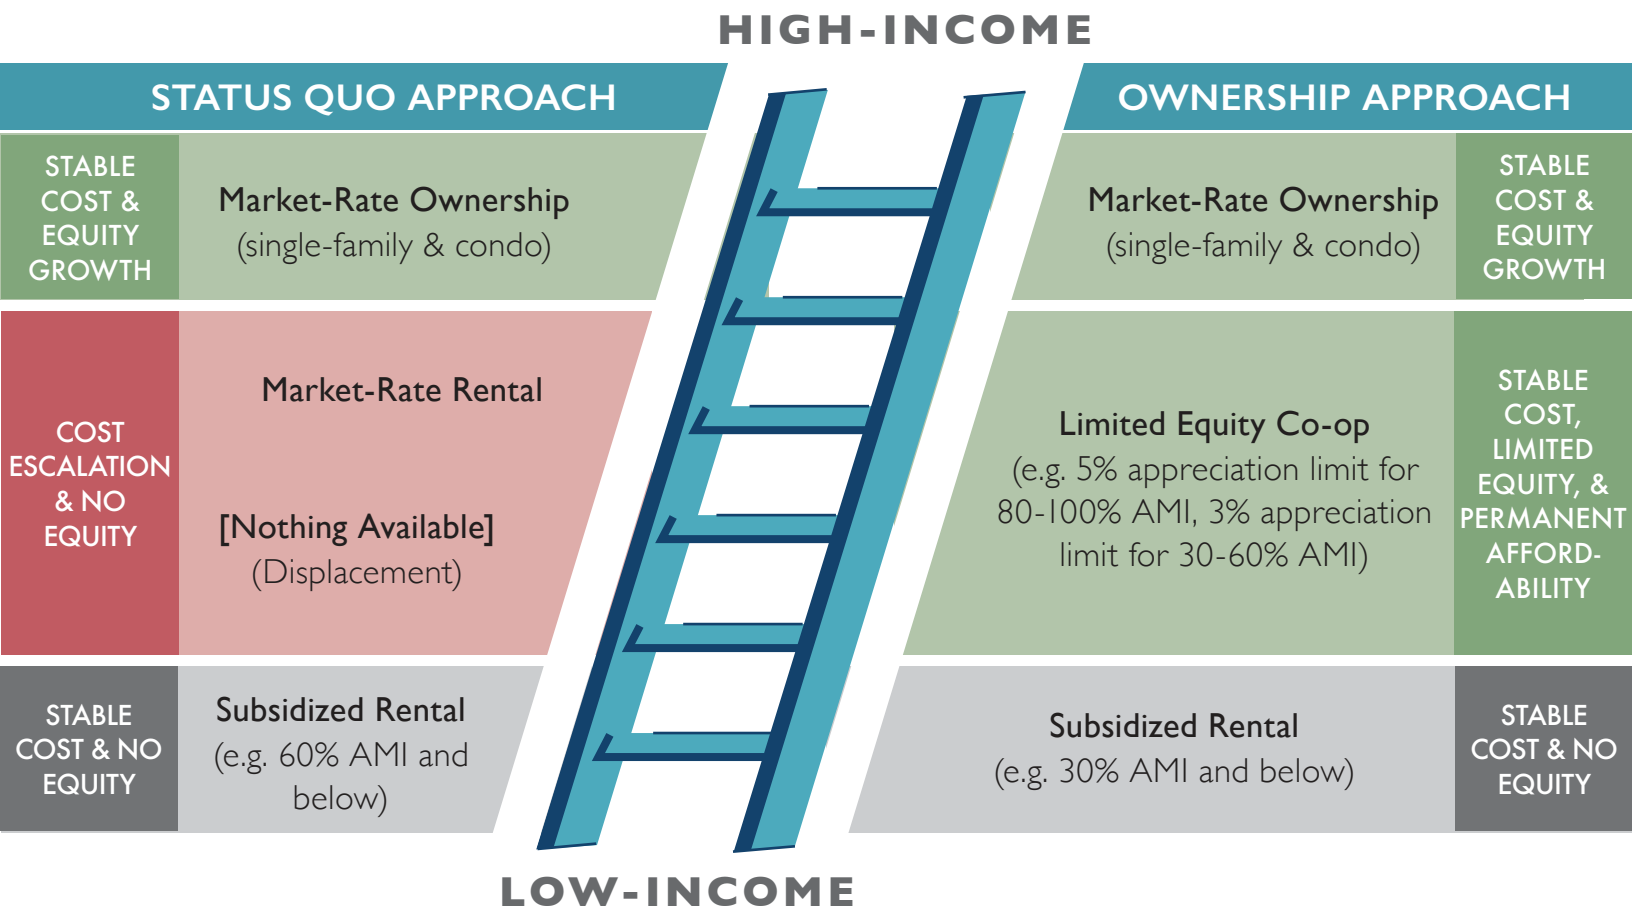 HIGH-INCOME
STATUS QUO APPROACH
STABLE
COST &
EQUITY
GROWTH
Market-Rate Ownership
(single-family & condo)
COST
ESCALATION
& NO
EQUITY
Market-Rate Rental
[Nothing Available]
(Displacement)
STABLE
COST & NO
EQUITY
Subsidized Rental
(e.g. 60% AMI and
below)
OWNERSHIP APPROACH
Market-Rate Ownership
(single-family & condo)
STABLE
COST &
EQUITY
GROWTH
Limited Equity Co-op
(e.g. 5% appreciation limit for
80-100% AMI, 3% appreciation
limit for 30-60% AMI)
STABLE
COST,
LIMITED
EQUITY, &
PERMANENT
AFFORD-
ABILITY
Subsidized Rental
(e.g. 30% AMI and below)
STABLE
COST & NO
EQUITY
LOW-INCOME